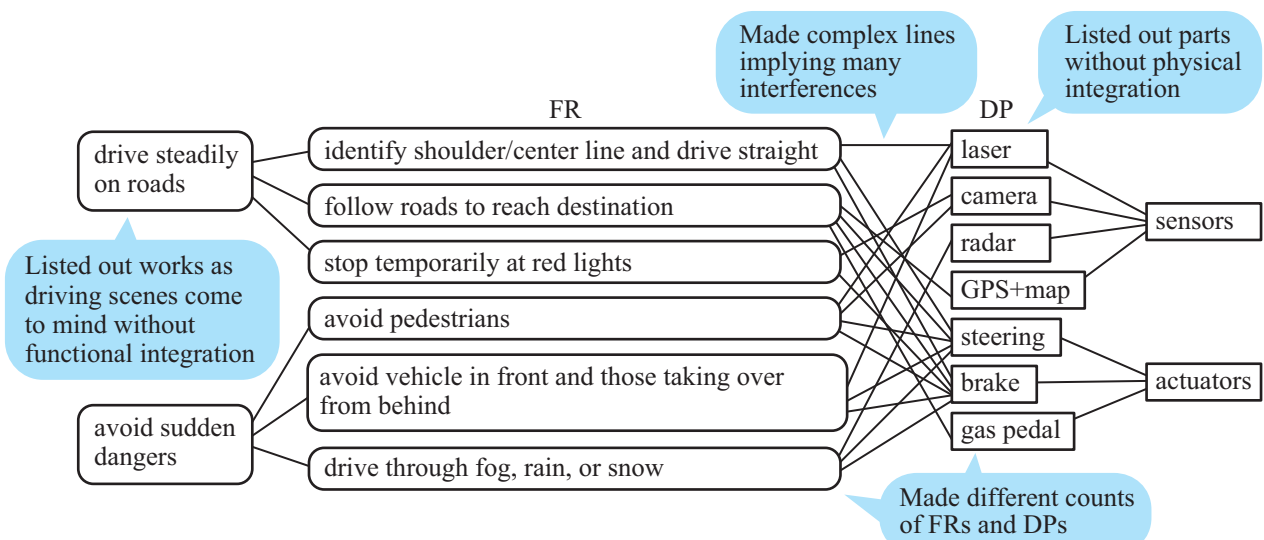 Made complex lines
implying many
interferences
Listed out parts
without physical
integration
FR
DP
drive steadily
on roads
identify shoulder/center line and drive straight
follow roads to reach destination
stop temporarily at red lights
Listed out works as
driving scenes come
to mind without
functional integration
avoid sudden
dangers
avoid pedestrians
avoid vehicle in front and those taking over
from behind
drive through fog, rain, or snow
laser
camera
radar
GPS+map
steering
brake
gas pedal
sensors
actuators
Made different counts
of FRs and DPs